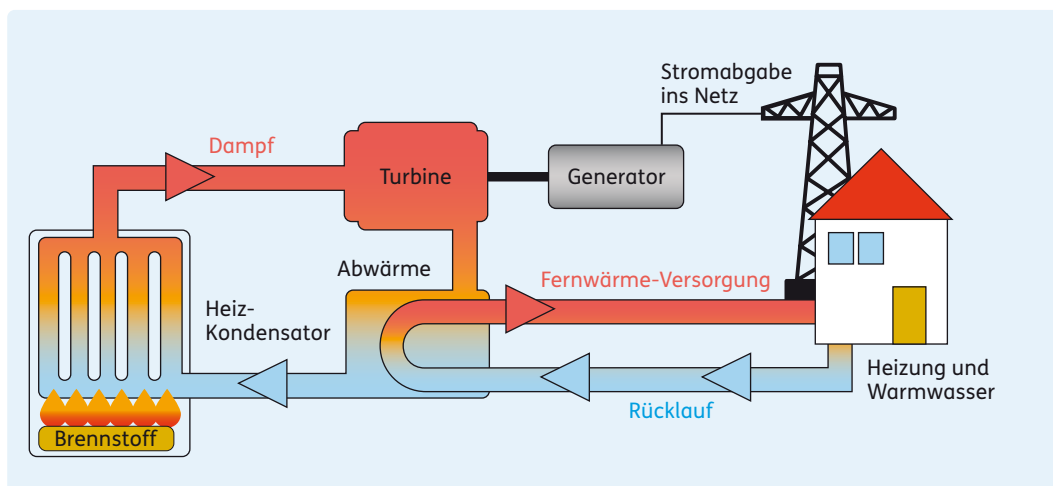 Stromabgabe
ins Netz
Dampf
Turbine
Generator
Abwärme
Fernwärme-Versorgung
Heiz-
Kondensator
Heizung und
Warmwasser
Rücklauf
Brennstoff